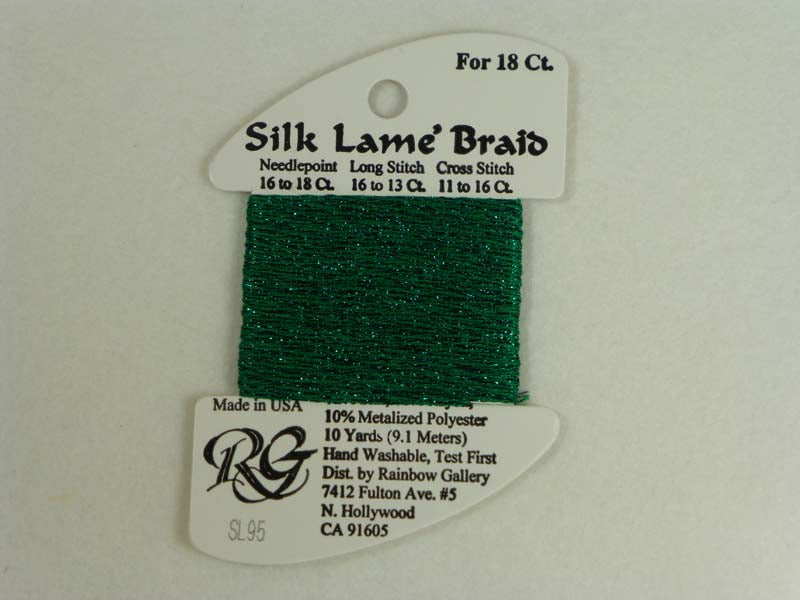 For 18 Ct.
Silk Lame' Braid
Needlepoint Long Stitch Cross Stitch
16 to 18 Ct. 16 to 13 Ct. 11 to 16 Ct.
Made in USA
10% Metalized Polyester
10 Yards (9.1 Meters)
Hand Washable, Test First
Dist. by Rainbow Gallery
7412 Fulton Ave. #5
N. Hollywood
CA 91605
RG
SL95